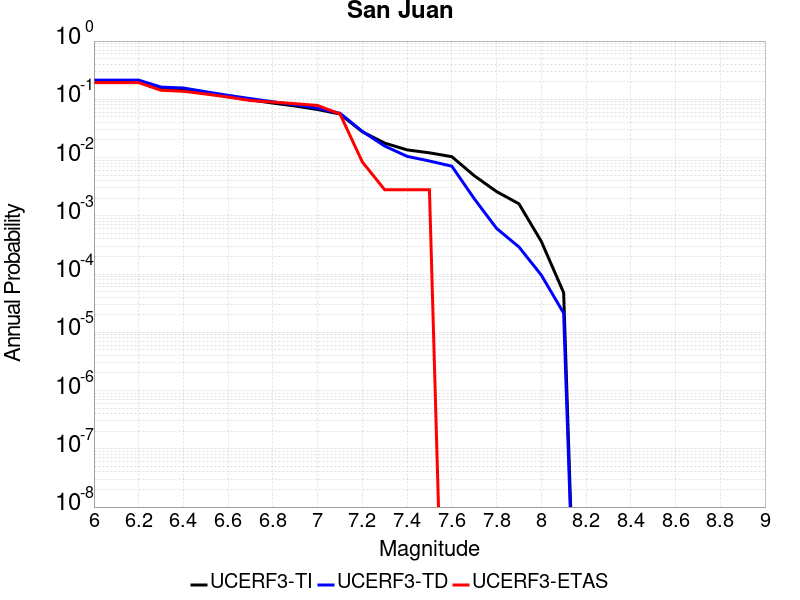 San Juan
10^0
10^-1
10^-2
10^-3
10^-4
10^-5
10^-6
10^-7
10^-8
Annual Probability
6 6.2 6.4 6.6 6.8 7 7.2 7.4 7.6 7.8 8 8.2 8.4 8.6 8.8 9
Magnitude
UCERF3-TI UCERF3-TD UCERF3-ETAS